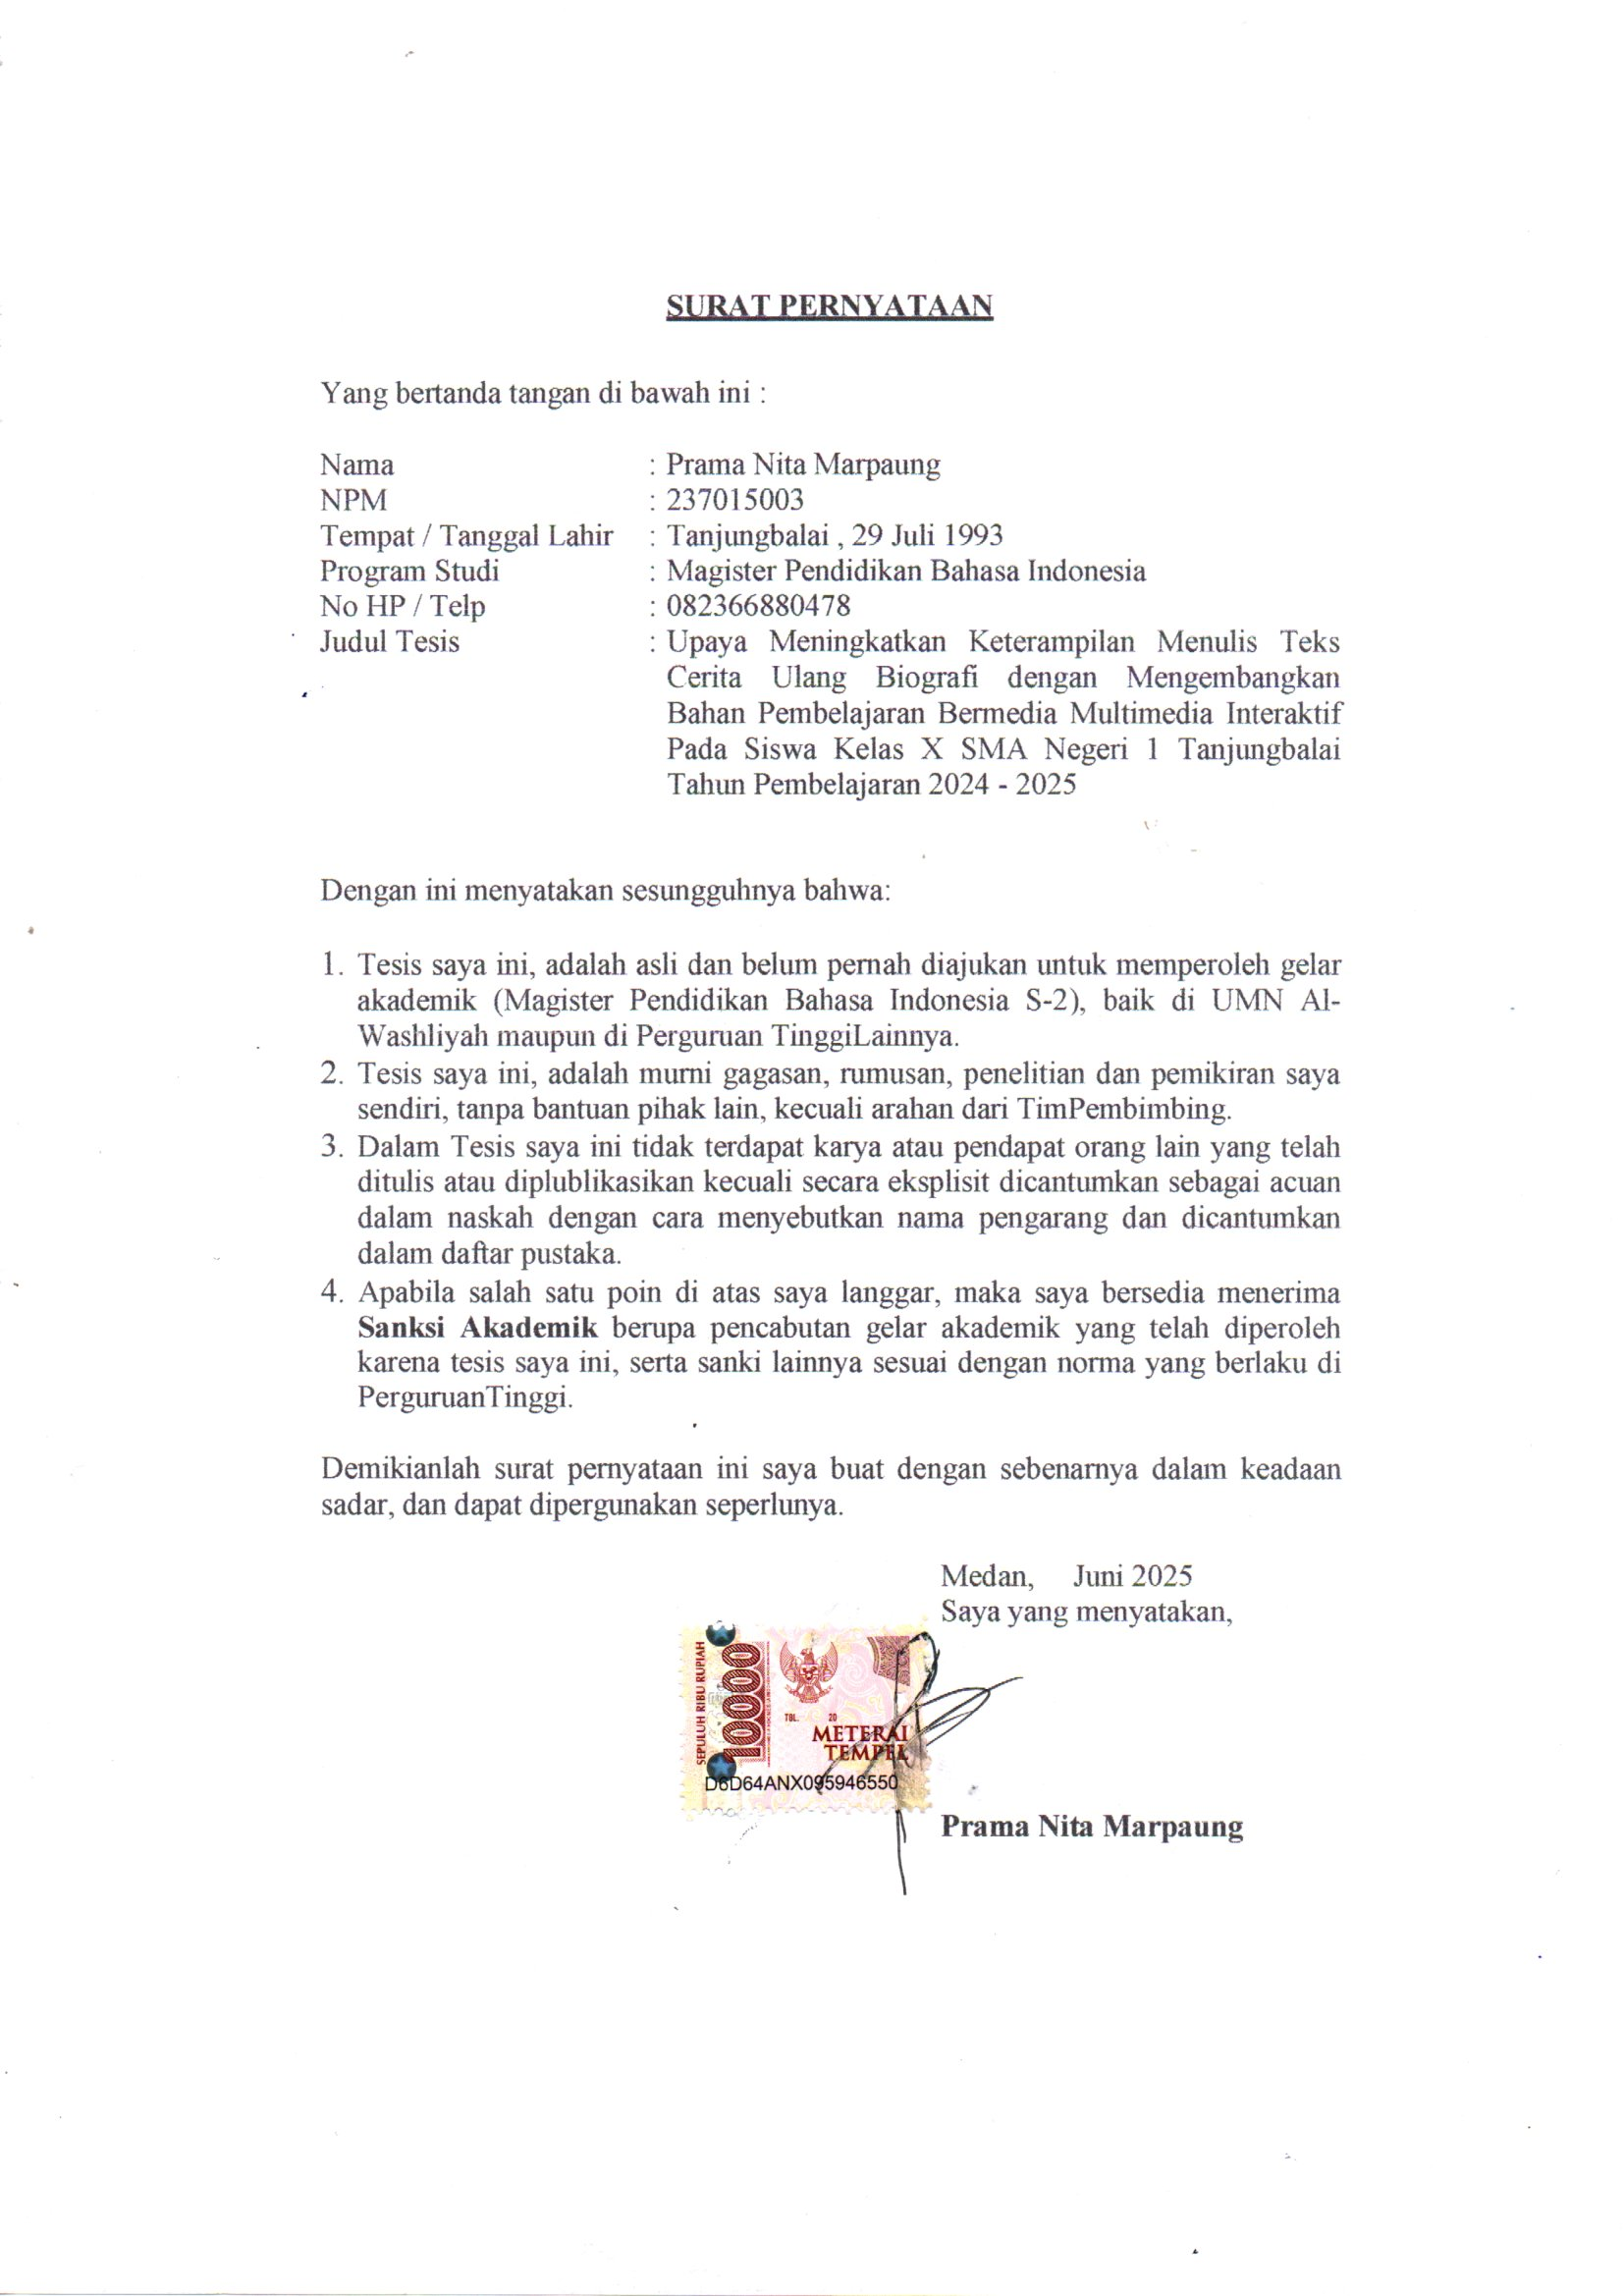 SURAT PERNYATAAN
Yang bertanda tangan di bawah ini :
Nama : Prama Nita Marpaung
NPM : 237015003
Tempat / Tanggal Lahir : Tanjungbalai , 29 Juli 1993
Program Studi : Magister Pendidikan Bahasa Indonesia
No HP / Telp : 082366880478
Judul Tesis : Upaya Meningkatkan Keterampilan Menulis Teks
Cerita Ulang Biografi dengan Mengembangkan
Bahan Pembelajaran Bermedia Multimedia Interaktif
Pada Siswa Kelas X SMA Negeri 1 Tanjungbalai
Tahun Pembelajaran 2024 - 2025
Dengan ini menyatakan sesungguhnya bahwa:
1. Tesis saya ini, adalah asli dan belum pernah diajukan untuk memperoleh gelar
akademik (Magister Pendidikan Bahasa Indonesia S-2), baik di UMN Al-
Washliyah maupun di Perguruan TinggiLainnya.
2. Tesis saya ini, adalah murni gagasan, rumusan, penelitian dan pemikiran saya
sendiri, tanpa bantuan pihak lain, kecuali arahan dari TimPembimbing.
3. Dalam Tesis saya ini tidak terdapat karya atau pendapat orang lain yang telah
ditulis atau diplublikasikan kecuali secara eksplisit dicantumkan sebagai acuan
dalam naskah dengan cara menyebutkan nama pengarang dan dicantumkan
dalam daftar pustaka.
4. Apabila salah satu poin di atas saya langgar, maka saya bersedia menerima
Sanksi Akademik berupa pencabutan gelar akademik yang telah diperoleh
karena tesis saya ini, serta sanki lainnya sesuai dengan norma yang berlaku di
PerguruanTinggi.
Demikianlah surat pernyataan ini saya buat dengan sebenarnya dalam keadaan
sadar, dan dapat dipergunakan seperlunya.
Medan, Juni 2025
Saya yang menyatakan,
SEPULUH RIBU RUPIAH
10000
TGL. 20
METERAI
TEMPEL
D6D64ANX095946550
Prama Nita Marpaung